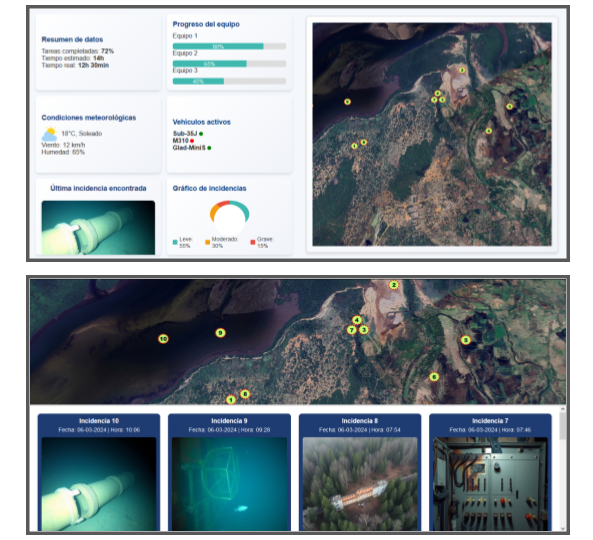 Resumen de datos
Tareas completadas: 72%
Tiempo estimado: 14h
Tiempo real: 12h 30min
Progreso del equipo
Equipo 1
80%
Equipo 2
65%
Equipo 3
45%
Condiciones meteorológicas
18°C, Soleado
Viento: 12 km/h
Humedad: 65%
Vehículos activos
Sub-35J
M310
Glad-MiniS
Última incidencia encontrada
Gráfico de incidencias
Leve: 55%
Moderado: 30%
Grave: 15%
2
10
9
4
7 3
5
6
8
1
Incidencia 10
Fecha: 06-03-2024 | Hora: 10:06
Incidencia 9
Fecha: 06-03-2024 | Hora: 09:28
Incidencia 8
Fecha: 06-03-2024 | Hora: 07:54
Incidencia 7
Fecha: 06-03-2024 | Hora: 07:46